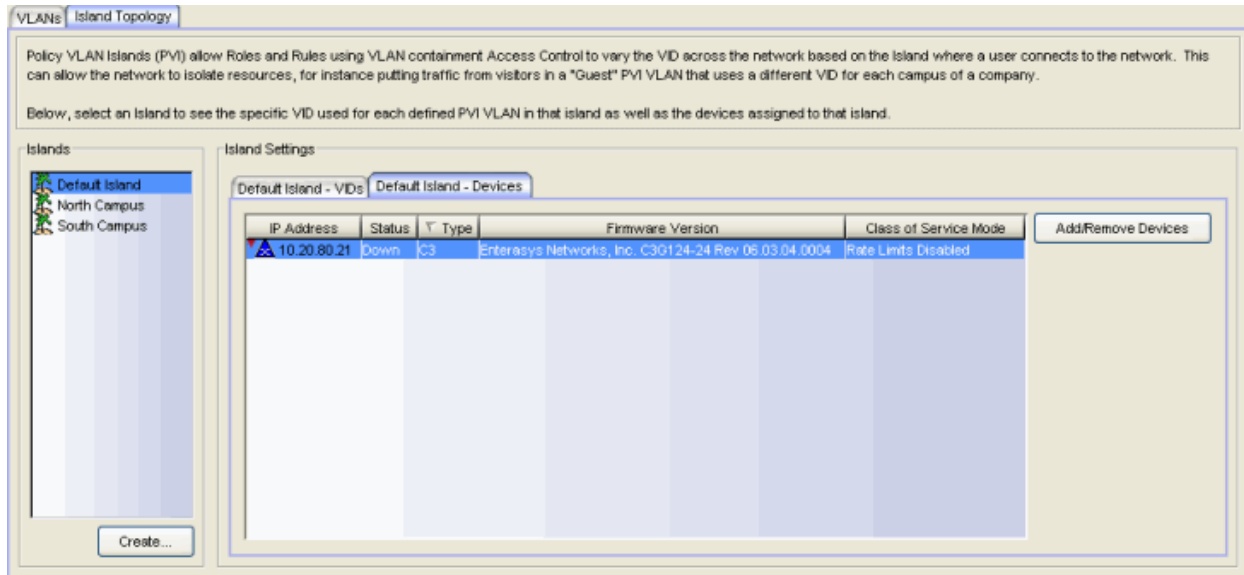 VLANs Island Topology
Policy VLAN Islands (PVI) allow Roles and Rules using VLAN containment Access Control to vary the VID across the network based on the Island where a user connects to the network. This
can allow the network to isolate resources, for instance putting traffic from visitors in a "Guest" PVI VLAN that uses a different VID for each campus of a company.
Below, select an Island to see the specific VID used for each defined PVI VLAN in that island as well as the devices assigned to that island.
Islands
Default Island
North Campus
South Campus
Create...
Island Settings
Default Island - VIDs Default Island - Devices
IP Address Status Type Firmware Version Class of Service Mode
10.20.80.21 Down C3 Enterasys Networks, Inc. C3G124-24 Rev 06.03.04.0004 Rate Limits Disabled
Add/Remove Devices